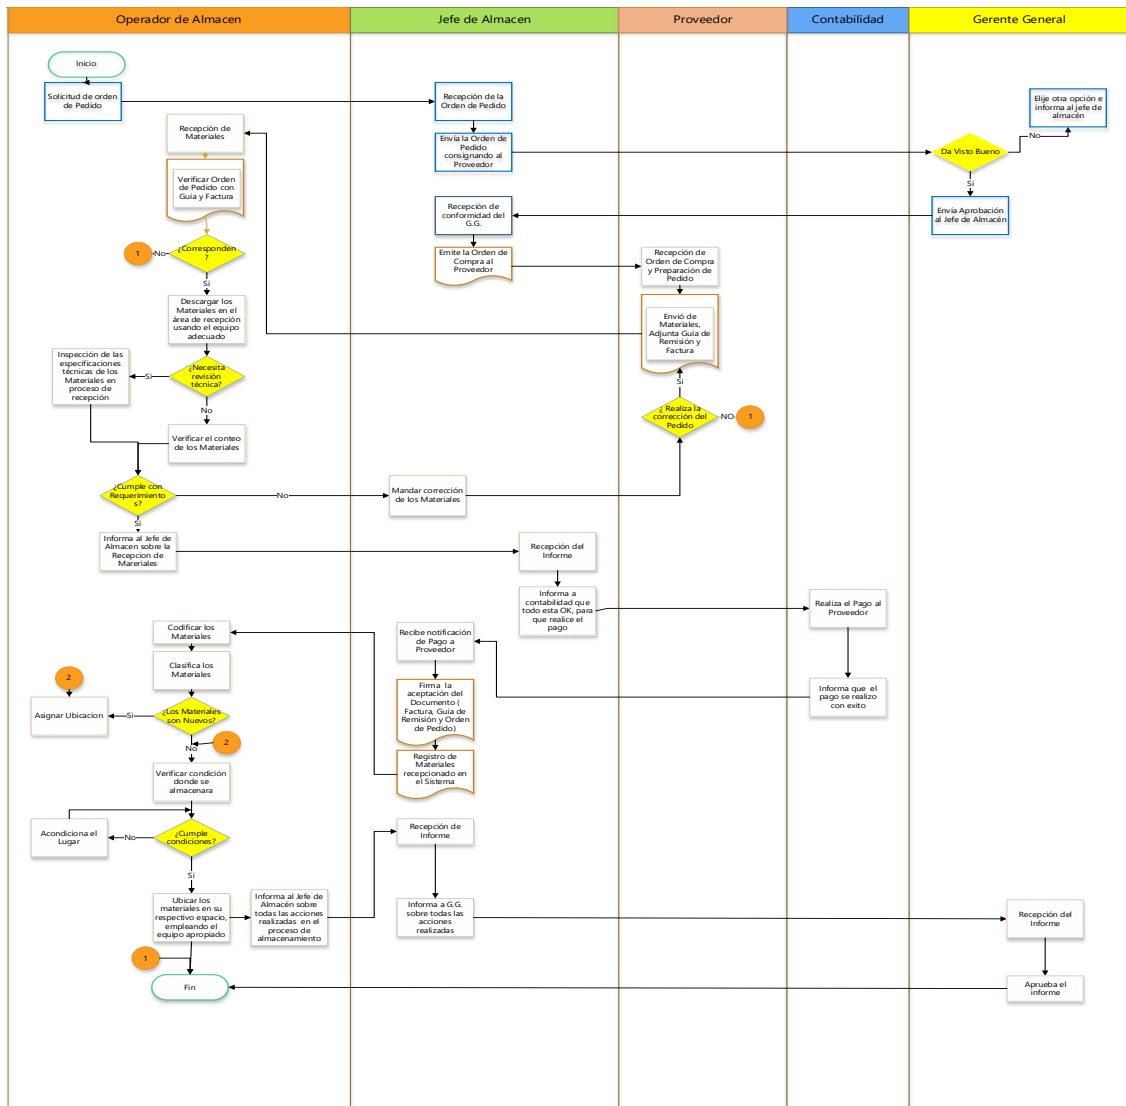 Operador de Almacen
Jefe de Almacen
Proveedor
Contabilidad
Gerente General
Inicio
Solicitud de orden
de Pedido
Recepción de la
Orden de Pedido
Envía la Orden de
Pedido
consignando al
Proveedor
Da Visto Bueno
No
Elije otra opción e
informa al jefe de
almacén
Si
Envía Aprobación
al Jefe de Almacén
Recepción de
conformidad del
G.G.
Emite la Orden de
Compra al
Proveedor
Recepción de
Orden de Compra
y Preparación de
Pedido
Envió de
Materiales,
Adjunta Guía de
Remisión y
Factura
Si
¿ Realiza la
corrección del
Pedido
NO
1
Recepción de
Materiales
Verificar Orden
de Pedido con
Guía y Factura
¿Corresponden
?
No
1
Si
Descargar los
Materiales en el
área de recepción
usando el equipo
adecuado
¿Necesita
revisión
técnica?
Si
Inspección de las
especificaciones
técnicas de los
Materiales en
proceso de
recepción
No
Verificar el conteo
de los Materiales
¿Cumple con
Requerimiento
s?
No
Mandar corrección
de los Materiales
Si
Informa al Jefe de
Almacen sobre la
Recepcion de
Mareriales
Recepción del
Informe
Informa a
contabilidad que
todo esta OK, para
que realice el
pago
Realiza el Pago al
Proveedor
Informa que el
pago se realizo
con exito
Recibe notificación
de Pago a
Proveedor
Firma la
aceptación del
Documento (
Factura, Guía de
Remisión y Orden
de Pedido)
Registro de
Materiales
recepcionado en
el Sistema
Codificar los
Materiales
Clasifica los
Materiales
¿Los Materiales
son Nuevos?
Si
Asignar Ubicacion
2
No
2
Verificar condición
donde se
almacenara
¿Cumple
condiciones?
No
Acondiciona el
Lugar
Si
Ubicar los
materiales en su
respectivo espacio,
empleando el
equipo apropiado
Informa al Jefe de
Almacén sobre
todas las acciones
realizadas en el
proceso de
almacenamiento
Recepción de
Informe
Informa a G.G.
sobre todas las
acciones
realizadas
Recepción del
Informe
Aprueba el
informe
1
Fin